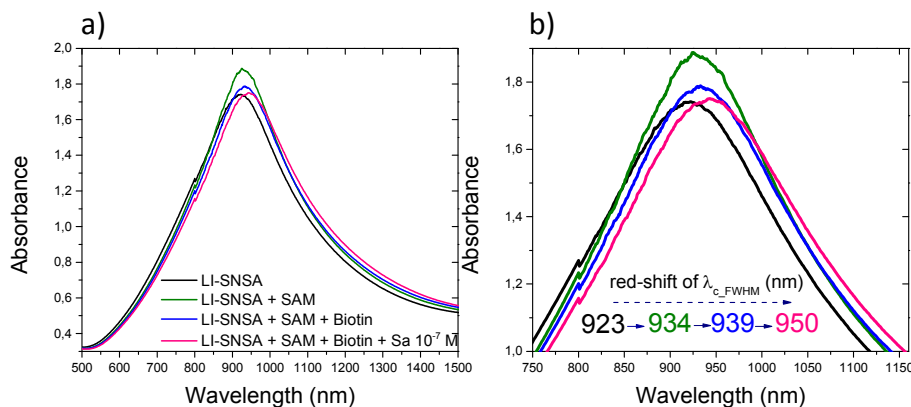 a)
2,0
1,8
1,6
1,4
1,2
1,0
0,8
0,6
0,4
Absorbance
LI-SNSA
LI-SNSA + SAM
LI-SNSA + SAM + Biotin
LI-SNSA + SAM + Biotin + Sa 10⁻⁷ M
500 600 700 800 900 1000 1100 1200 1300 1400 1500
Wavelength (nm)
b)
1,8
1,6
1,4
1,2
1,0
Absorbance
red-shift of λc_FWHM (nm)
923 934 939 950
750 800 850 900 950 1000 1050 1100 1150
Wavelength (nm)